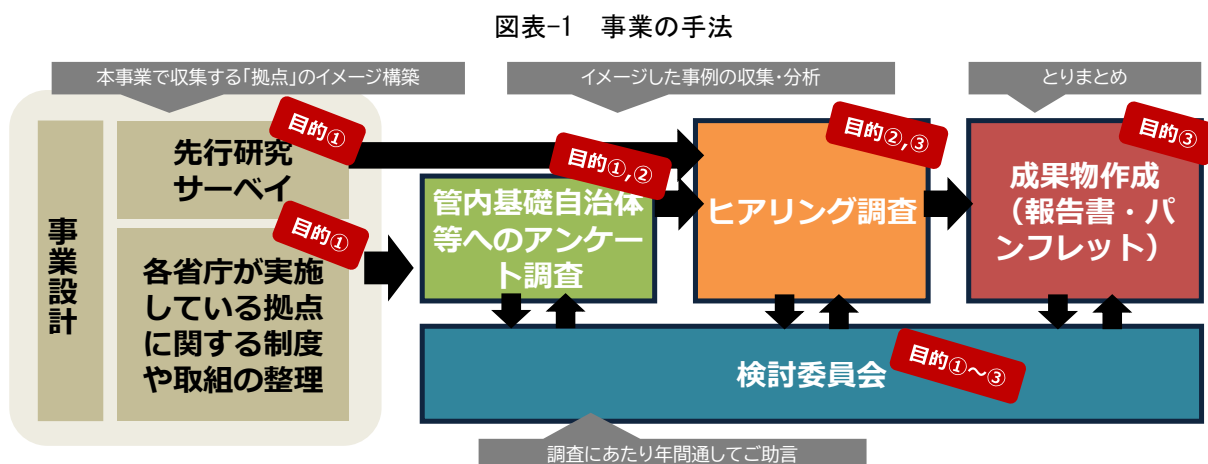 図表-1　事業の手法
本事業で収集する「拠点」のイメージ構築
イメージした事例の収集・分析
とりまとめ
事業設計
先行研究
サーベイ
目的①
各省庁が実施
している拠点
に関する制度
や取組の整理
目的①
管内基礎自治体
等へのアンケー
ト調査
目的①,②
ヒアリング調査
目的②,③
成果物作成
（報告書・パ
ンフレット）
目的③
検討委員会
目的①～③
調査にあたり年間通してご助言